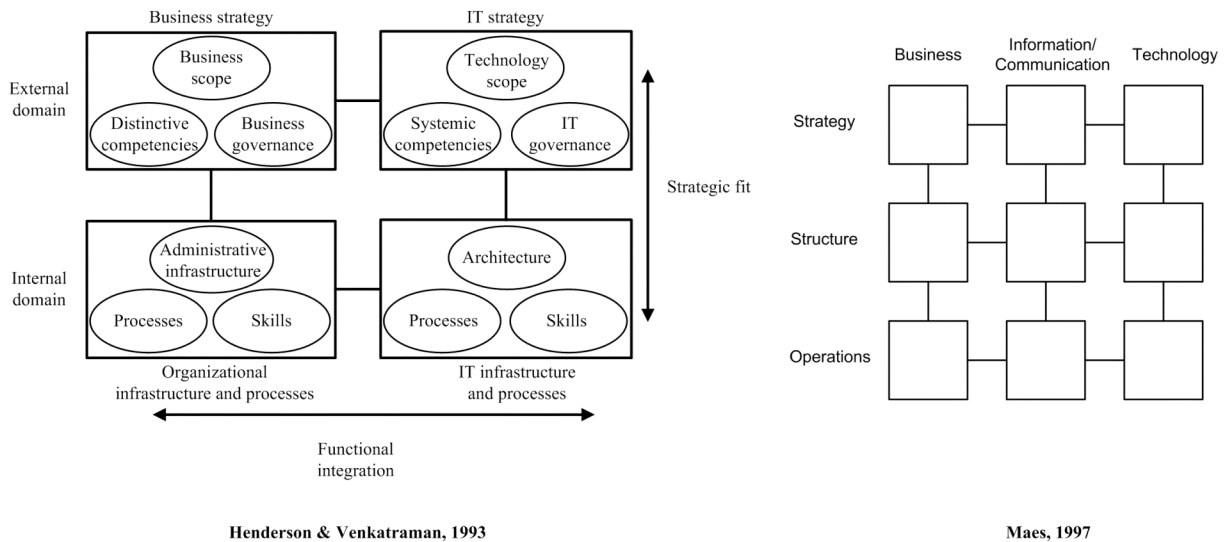 Business strategy
IT strategy
External
domain
Business
scope
Distinctive
competencies
Business
governance
Technology
scope
Systemic
competencies
IT
governance
Strategic fit
Internal
domain
Administrative
infrastructure
Processes
Skills
Architecture
Processes
Skills
Organizational
infrastructure and processes
IT infrastructure
and processes
Functional
integration
Henderson & Venkatraman, 1993
Business
Information/
Communication
Technology
Strategy
Structure
Operations
Maes, 1997